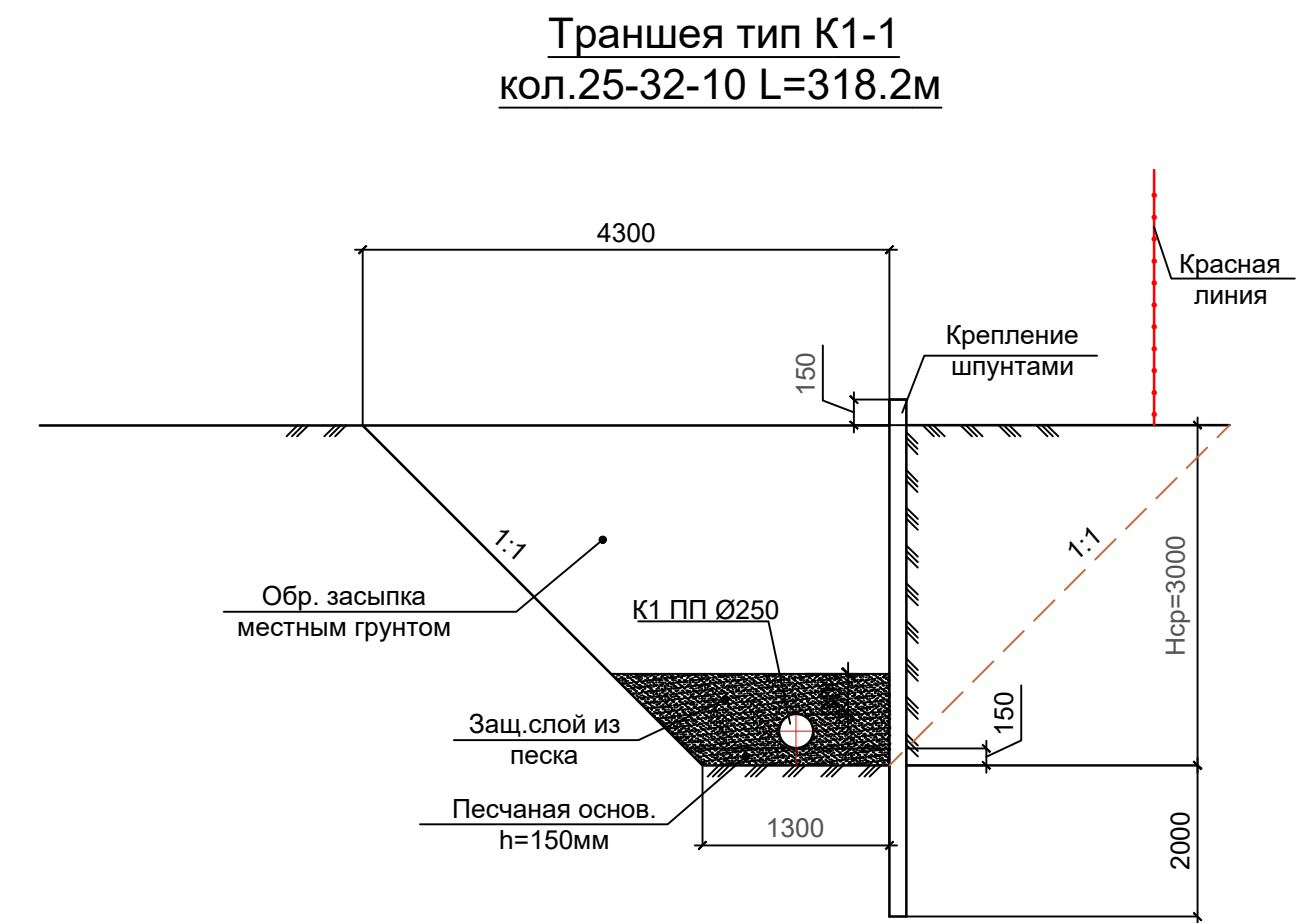 Траншея тип К1-1
кол.25-32-10 L=318.2м
4300
Красная
линия
150
Крепление
шпунтами
1:1
1:1
Нср=3000
Обр. засыпка
местным грунтом
К1 ПП Ø250
Защ.слой из
песка
150
Песчаная основ.
h=150мм
1300
2000